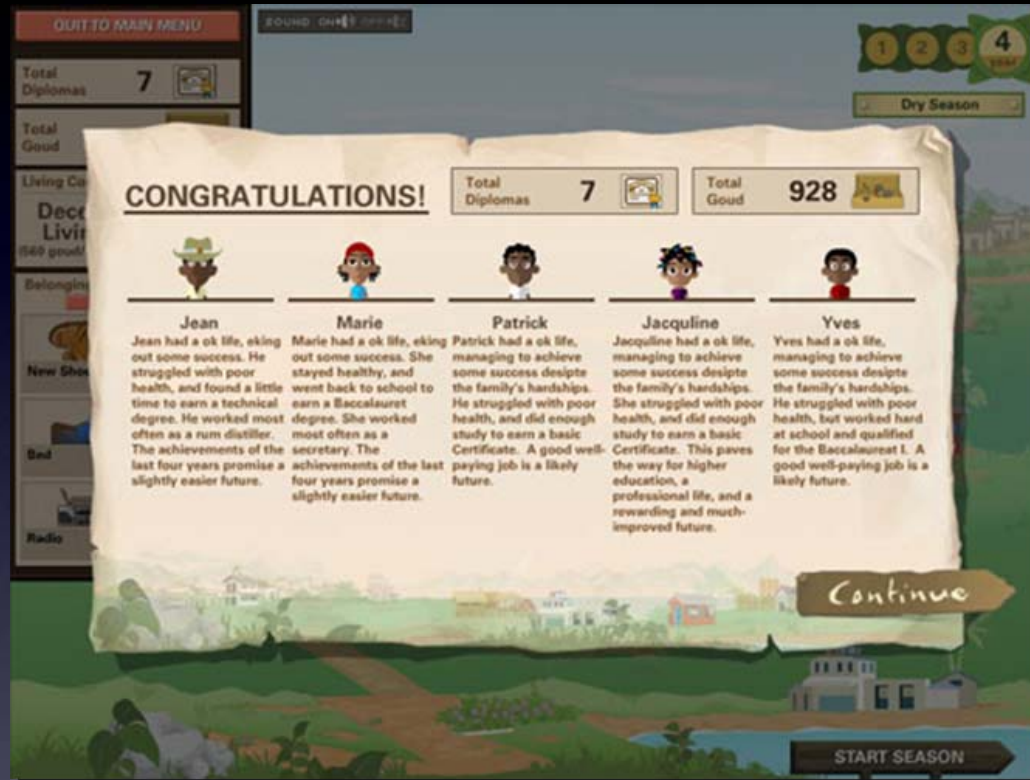 QUIT TO MAIN MENU
SOUND ON OFF
1 2 3 4
YEAR
Total
Diplomas 7
Dry Season
Total
Goud
Living Co
Dece
Livi
(560 goud/
Belonging
New Sho
Bed
Radio
CONGRATULATIONS!
Total
Diplomas 7
Total
Goud 928
Jean
Jean had a ok life, eking
out some success. He
struggled with poor
health, and found a little
time to earn a technical
degree. He worked most
often as a rum distiller.
The achievements of the
last four years promise a
slightly easier future.
Marie
Marie had a ok life, eking
out some success. She
stayed healthy, and
went back to school to
earn a Baccalauret
degree. She worked
most often as a
secretary. The
achievements of the last
four years promise a
slightly easier future.
Patrick
Patrick had a ok life,
managing to achieve
some success desipte
the family's hardships.
He struggled with poor
health, and did enough
study to earn a basic
Certificate. A good well-
paying job is a likely
future.
Jacquline
Jacquline had a ok life,
managing to achieve
some success desipte
the family's hardships.
She struggled with poor
health, and did enough
study to earn a basic
Certificate. This paves
the way for higher
education, a
professional life, and a
rewarding and much-
improved future.
Yves
Yves had a ok life,
managing to achieve
some success desipte
the family's hardships.
He struggled with poor
health, but worked hard
at school and qualified
for the Baccalaureat I. A
good well-paying job is a
likely future.
Continue
START SEASON